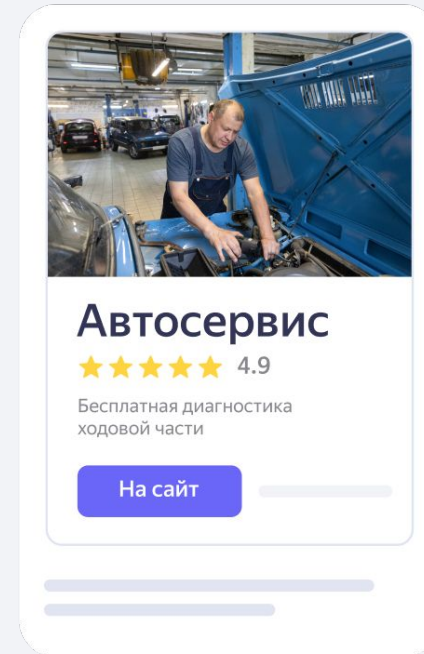 Автосервис
4.9
Бесплатная диагностика
ходовой части
На сайт